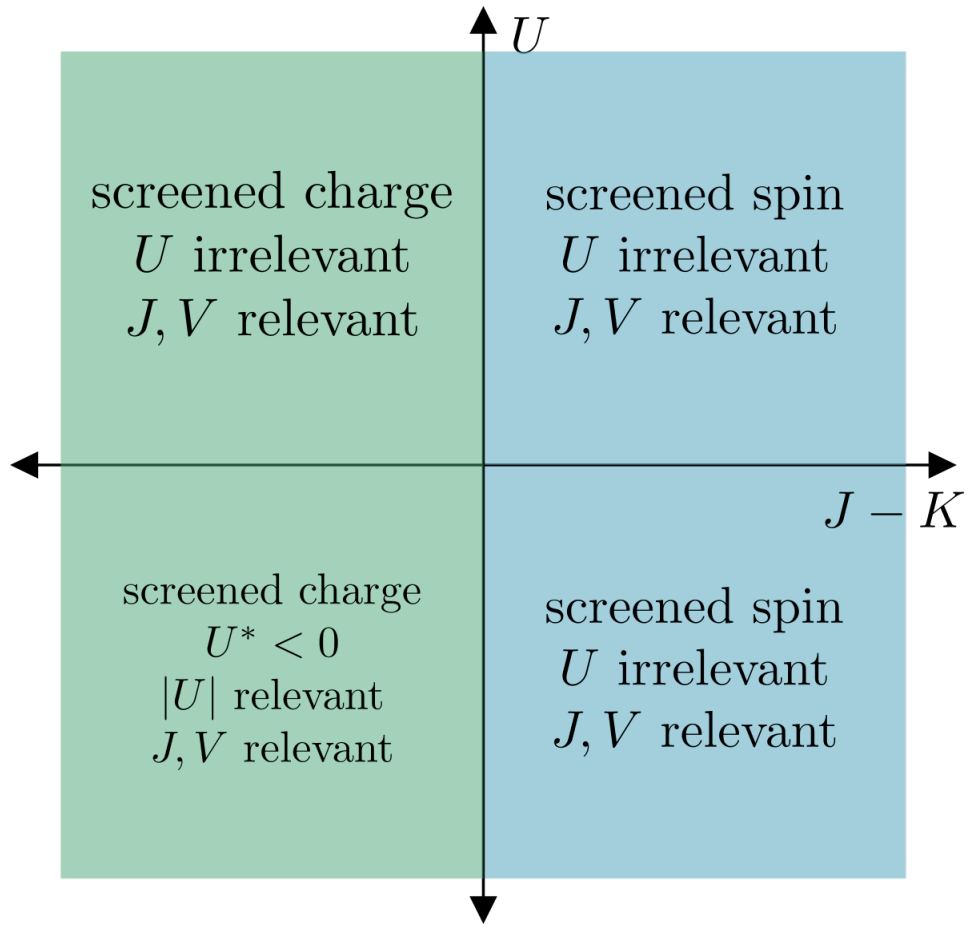 U
screened charge
U irrelevant
J, V relevant
screened spin
U irrelevant
J, V relevant
J − K
screened charge
U* < 0
|U| relevant
J, V relevant
screened spin
U irrelevant
J, V relevant